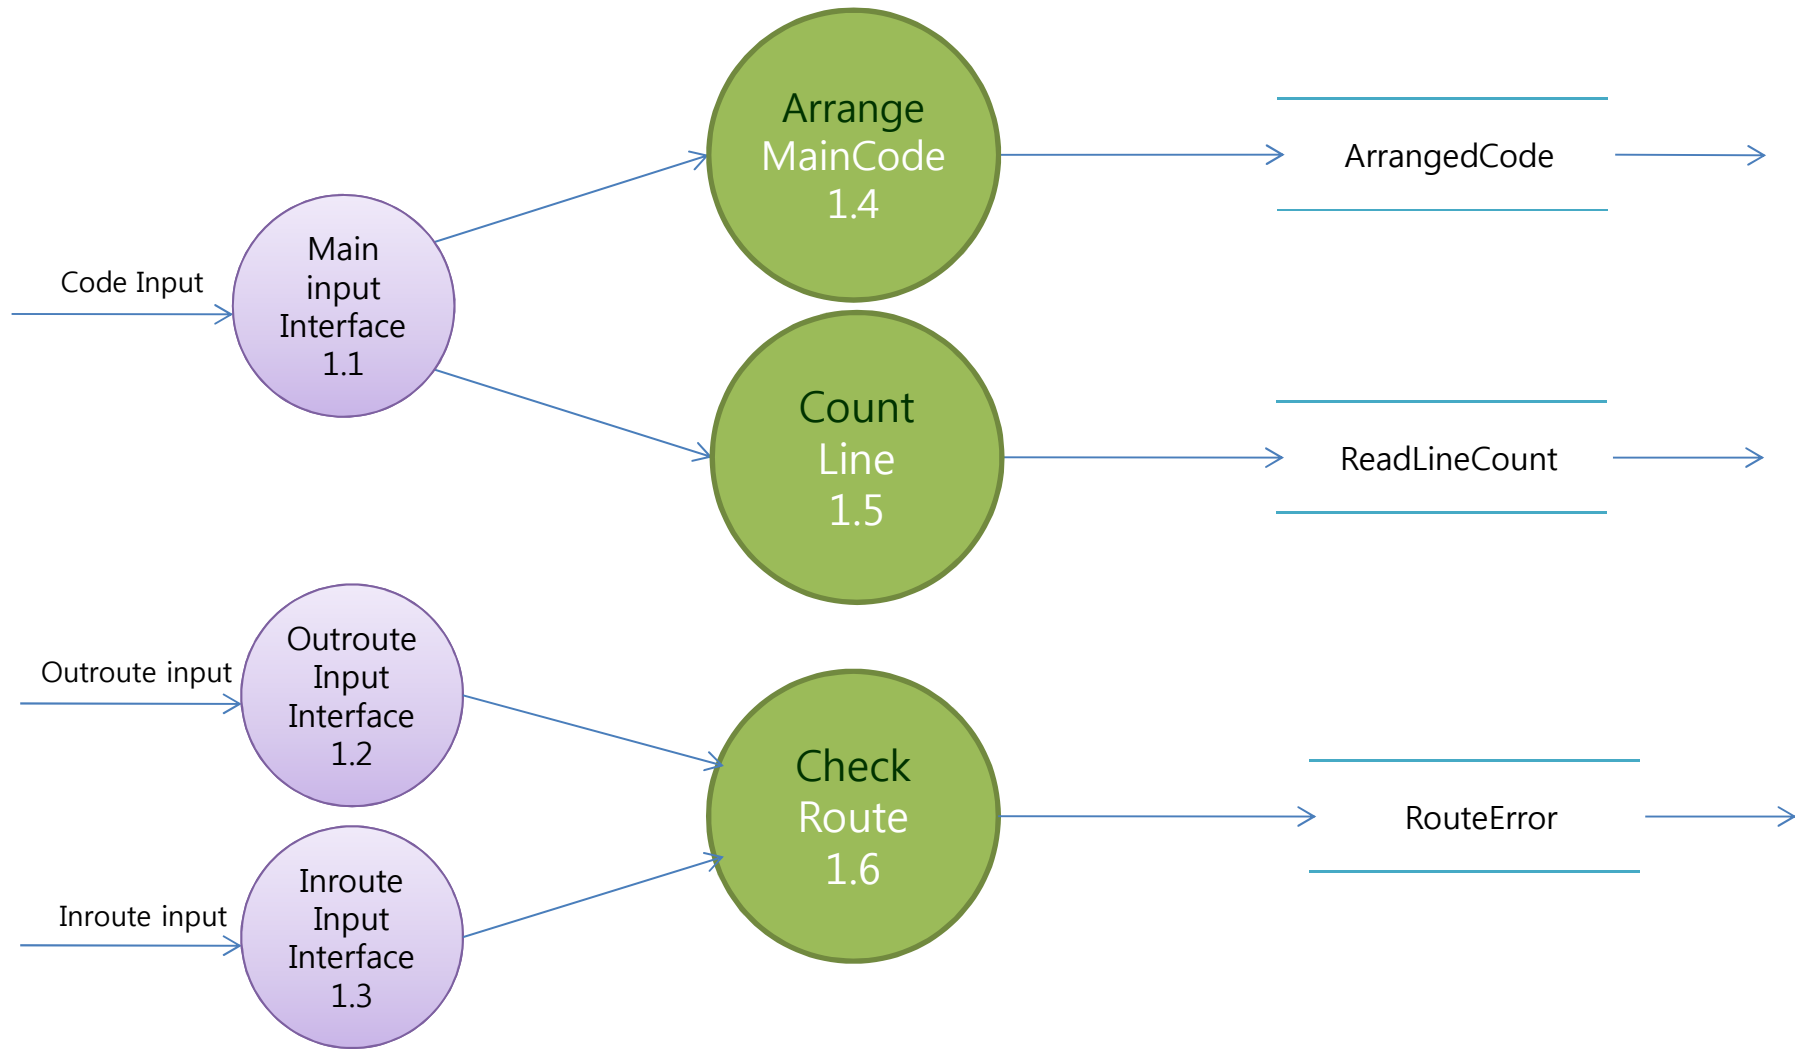 Arrange
MainCode
1.4
ArrangedCode
Code Input
Main
input
Interface
1.1
Count
Line
1.5
ReadLineCount
Outroute input
Outroute
Input
Interface
1.2
Check
Route
1.6
RouteError
Inroute input
Inroute
Input
Interface
1.3